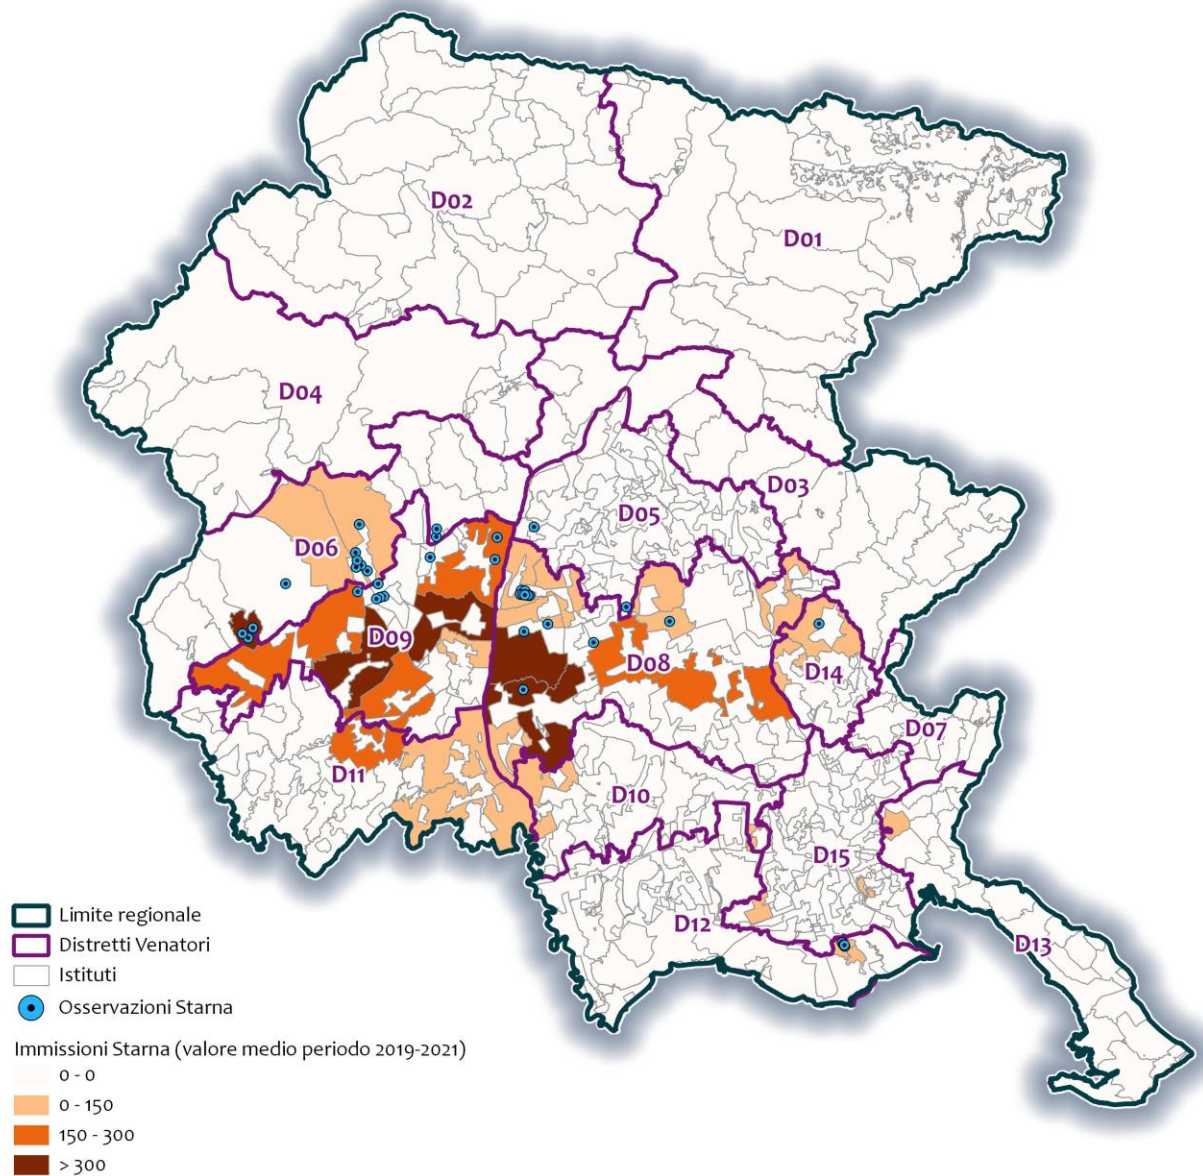 D02
D01
D04
D03
D05
D06
D09
D08
D14
D07
D11
D10
D15
D12
D13
Limite regionale
Distretti Venatori
Istituti
Osservazioni Starna
Immissioni Starna (valore medio periodo 2019-2021)
0 - 0
0 - 150
150 - 300
> 300